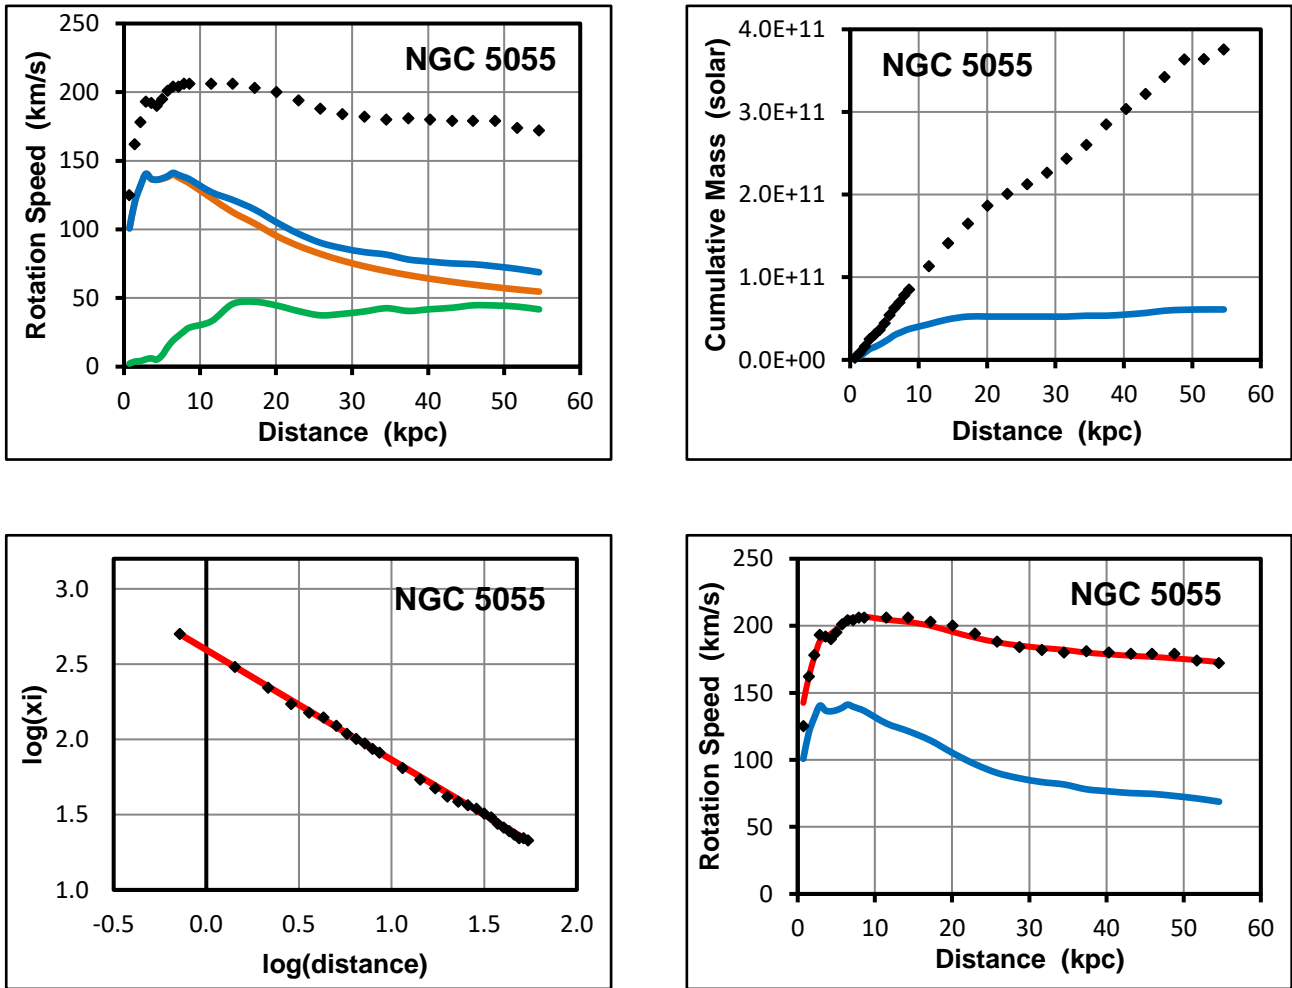 NGC 5055
Rotation Speed (km/s)
250
200
150
100
50
0
0 10 20 30 40 50 60
Distance (kpc)
NGC 5055
Cumulative Mass (solar)
4.0E+11
3.0E+11
2.0E+11
1.0E+11
0.0E+00
0 10 20 30 40 50 60
Distance (kpc)
NGC 5055
log(xi)
3.0
2.5
2.0
1.5
1.0
-0.5 0.0 0.5 1.0 1.5 2.0
log(distance)
NGC 5055
Rotation Speed (km/s)
250
200
150
100
50
0
0 10 20 30 40 50 60
Distance (kpc)